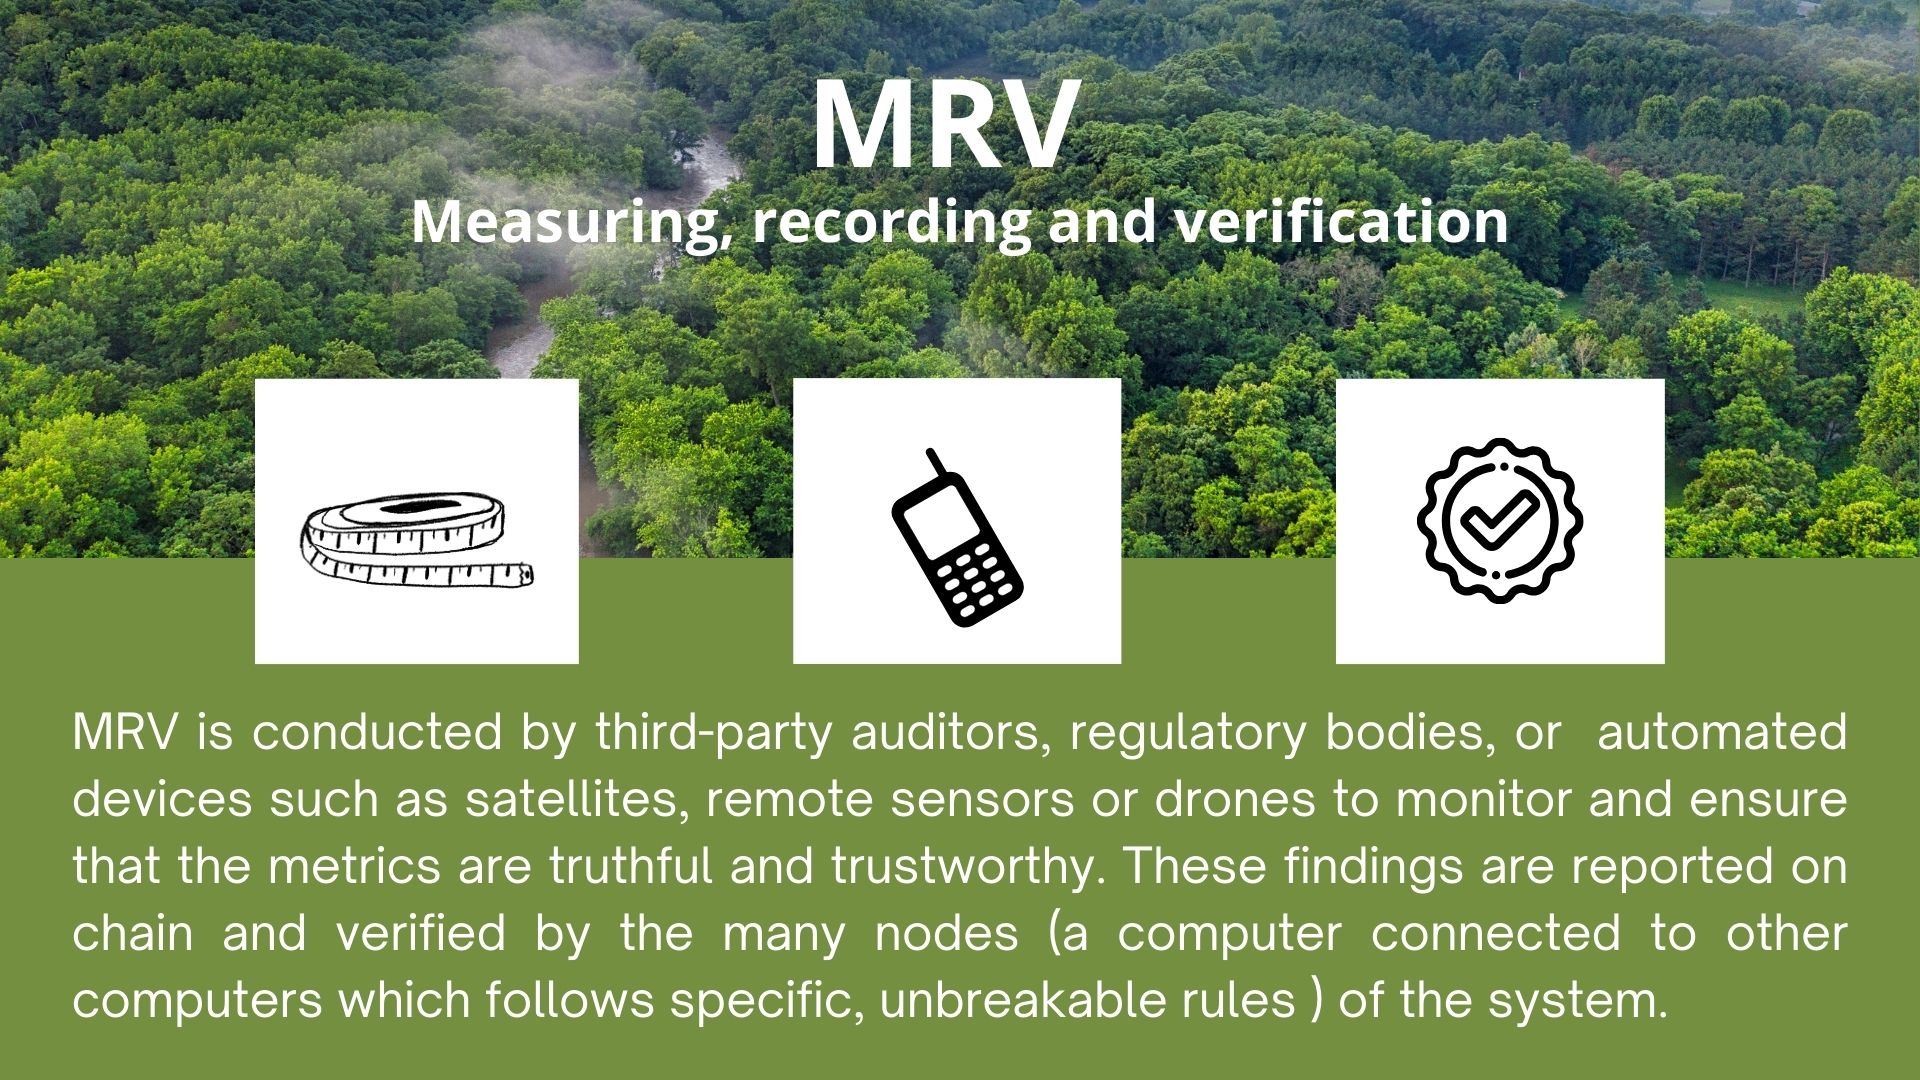 MRV
Measuring, recording and verification
MRV is conducted by third-party auditors, regulatory bodies, or  automated
devices such as satellites, remote sensors or drones to monitor and ensure
that the metrics are truthful and trustworthy. These findings are reported on
chain and verified by the many nodes (a computer connected to other
computers which follows specific, unbreakable rules ) of the system.